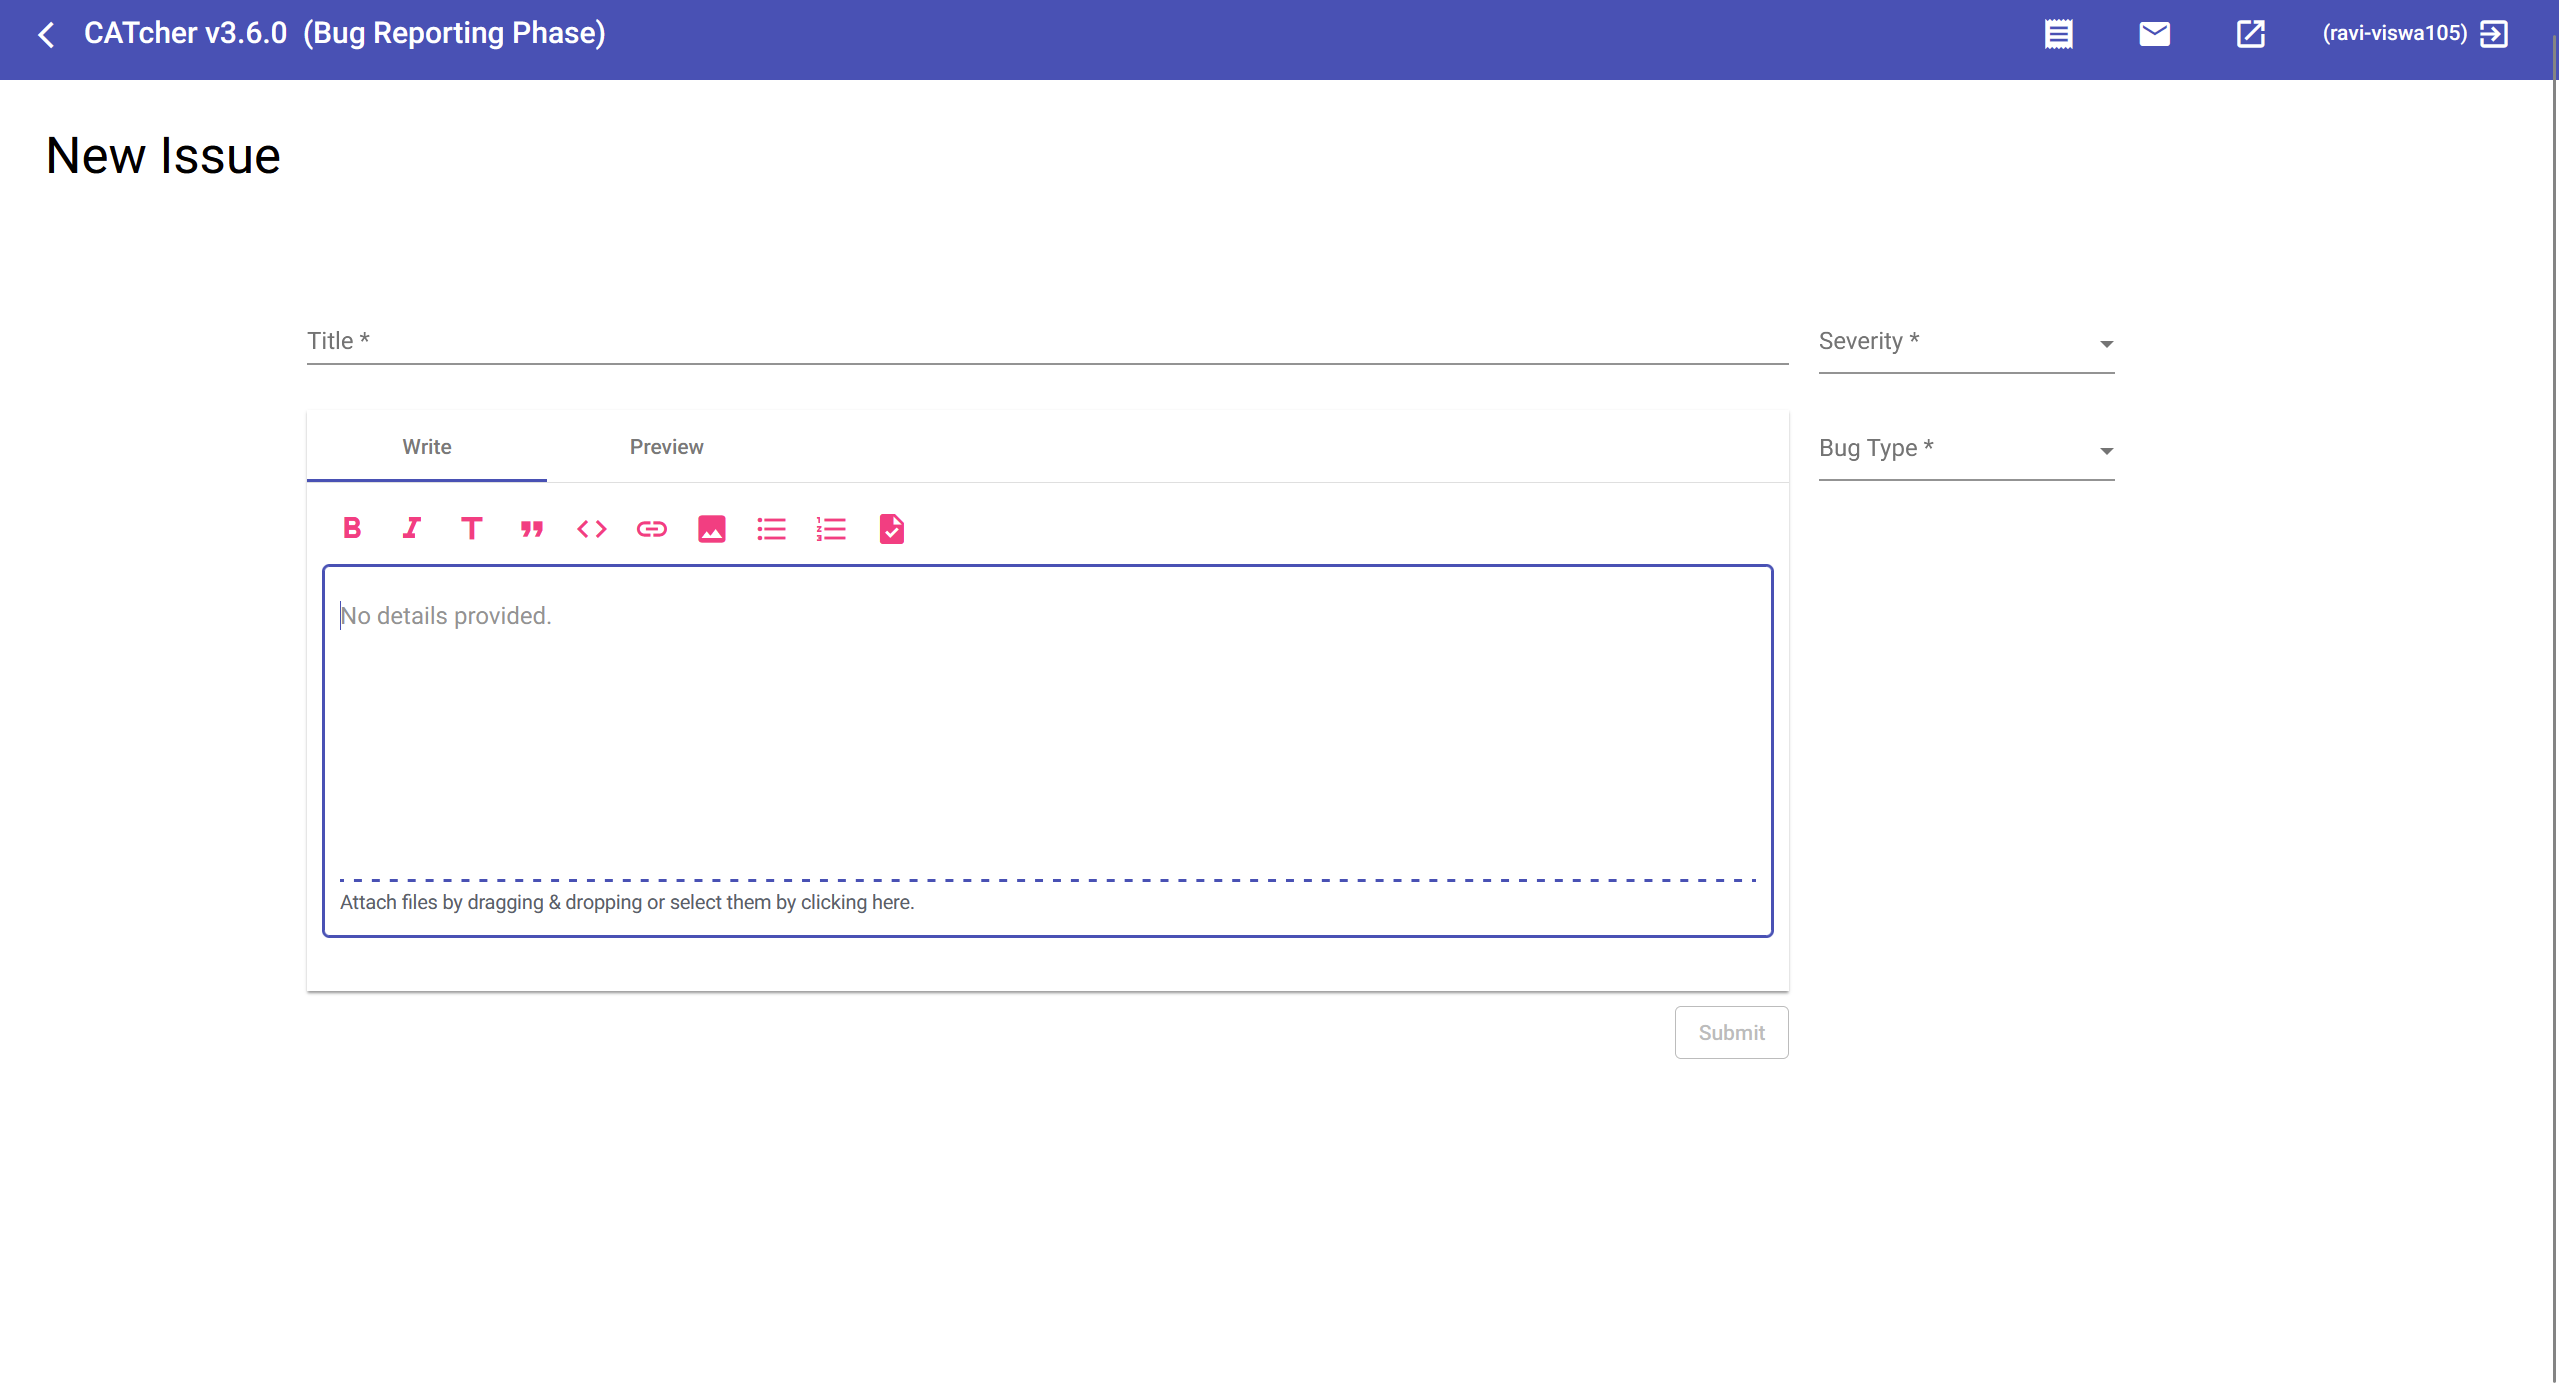 CATcher v3.6.0 (Bug Reporting Phase)
(ravi-viswa105)
New Issue
Title *
Severity *
Write
Preview
Bug Type *
No details provided.
Attach files by dragging & dropping or select them by clicking here.
Submit